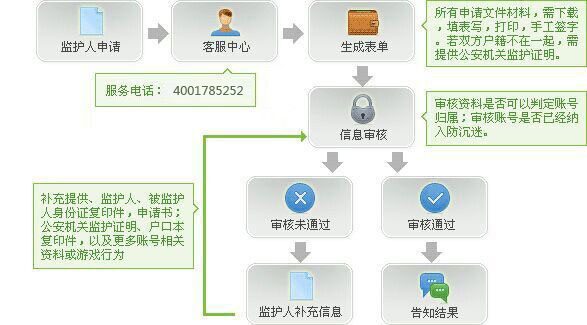 监护人申请
客服中心
生成表单
所有申请文件材料，需下载
，填表写，打印，手工签字
。若双方户籍不在一起，需
提供公安机关监护证明。
服务电话： 4001785252
信息审核
审核资料是否可以判定账号
归属；审核账号是否已经纳
入防沉迷。
补充提供、监护人、被监护
人身份证复印件，申请书；
公安机关监护证明、户口本
复印件，以及更多账号相关
资料或游戏行为
审核未通过
审核通过
监护人补充信息
告知结果